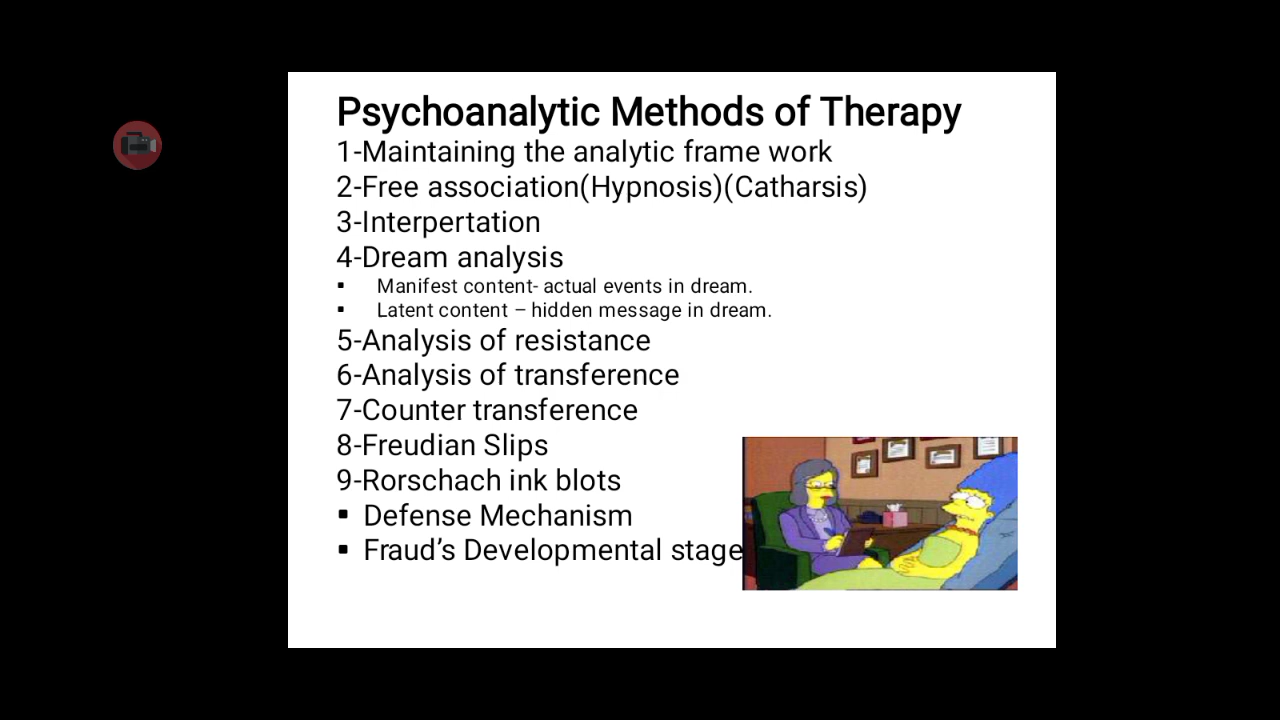 Psychoanalytic Methods of Therapy
1-Maintaining the analytic frame work
2-Free association(Hypnosis)(Catharsis)
3-Interpertation
4-Dream analysis
▪ Manifest content- actual events in dream.
▪ Latent content – hidden message in dream.
5-Analysis of resistance
6-Analysis of transference
7-Counter transference
8-Freudian Slips
9-Rorschach ink blots
▪ Defense Mechanism
▪ Fraud’s Developmental stage